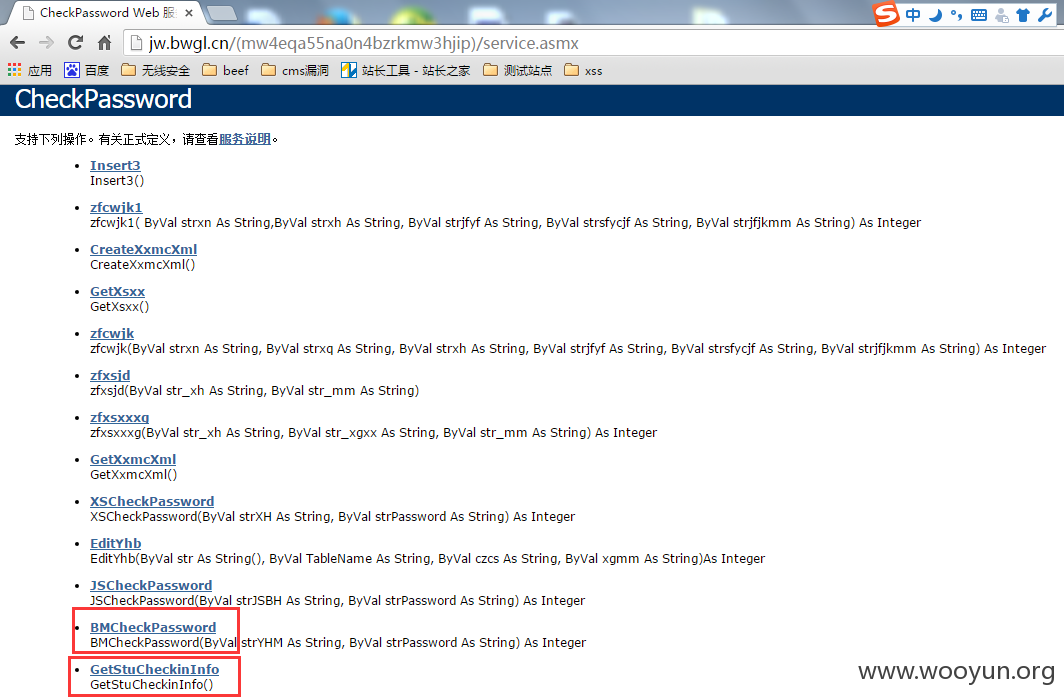 CheckPassword Web 服
中
jw.bwgl.cn/(mw4eqa55na0n4bzrkmw3hjip)/service.asmx
应用 百度 无线安全 beef cms漏洞 站长工具 - 站长之家 测试站点 xss
CheckPassword
支持下列操作。有关正式定义，请查看服务说明。
Insert3
Insert3()
zfcwjk1
zfcwjk1( ByVal strxn As String,ByVal strxh As String, ByVal strjfyf As String, ByVal strsfycjf As String, ByVal strjfjkmm As String) As Integer
CreateXxmcXml
CreateXxmcXml()
GetXsxx
GetXsxx()
zfcwjk
zfcwjk(ByVal strxn As String, ByVal strxq As String, ByVal strxh As String, ByVal strjfyf As String, ByVal strsfycjf As String, ByVal strjfjkmm As String) As Integer
zfxsjd
zfxsjd(ByVal str_xh As String, ByVal str_mm As String)
zfxsxxxg
zfxsxxxg(ByVal str_xh As String, ByVal str_xgxx As String, ByVal str_mm As String) As Integer
GetXxmcXml
GetXxmcXml()
XSCheckPassword
XSCheckPassword(ByVal strXH As String, ByVal strPassword As String) As Integer
EditYhb
EditYhb(ByVal str As String(), ByVal TableName As String, ByVal czcs As String, ByVal xgmm As String)As Integer
JSCheckPassword
JSCheckPassword(ByVal strJSBH As String, ByVal strPassword As String) As Integer
BMCheckPassword
BMCheckPassword(ByVal strYHM As String, ByVal strPassword As String) As Integer
GetStuCheckinInfo
GetStuCheckinInfo()
www.wooyun.org